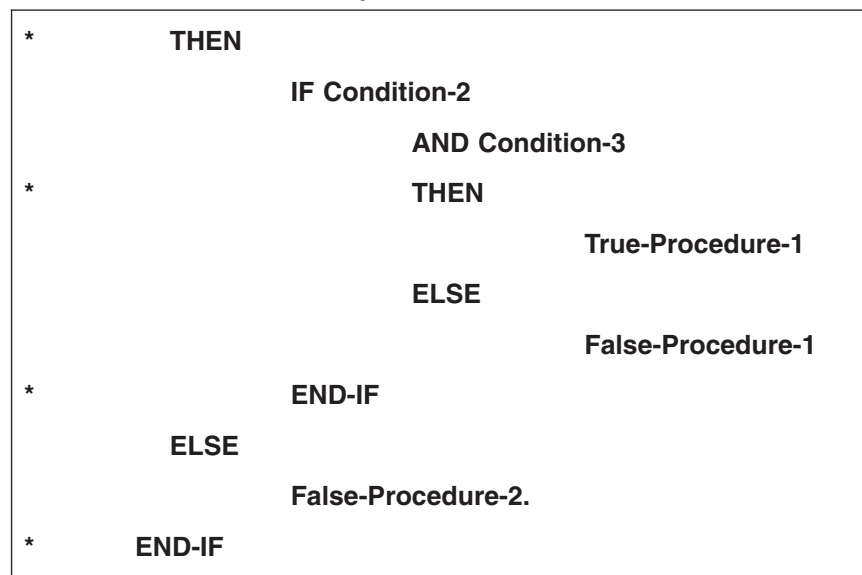 * THEN
IF Condition-2
AND Condition-3
* THEN
True-Procedure-1
ELSE
False-Procedure-1
* END-IF
ELSE
False-Procedure-2.
* END-IF